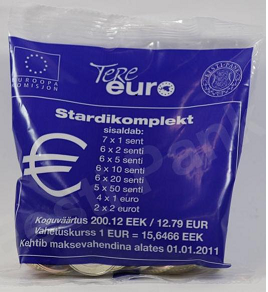 EUROOPA
KOMISJON
Tere
euro
EESTI PANK
Stardikomplekt
sisaldab:
7 x 1 sent
6 x 2 senti
6 x 5 senti
6 x 10 senti
6 x 20 senti
5 x 50 senti
4 x 1 euro
2 x 2 eurot
€
Koguväärtus 200.12 EEK / 12.79 EUR
Vahetuskurss 1 EUR = 15,6466 EEK
Kehtib maksevahendina alates 01.01.2011